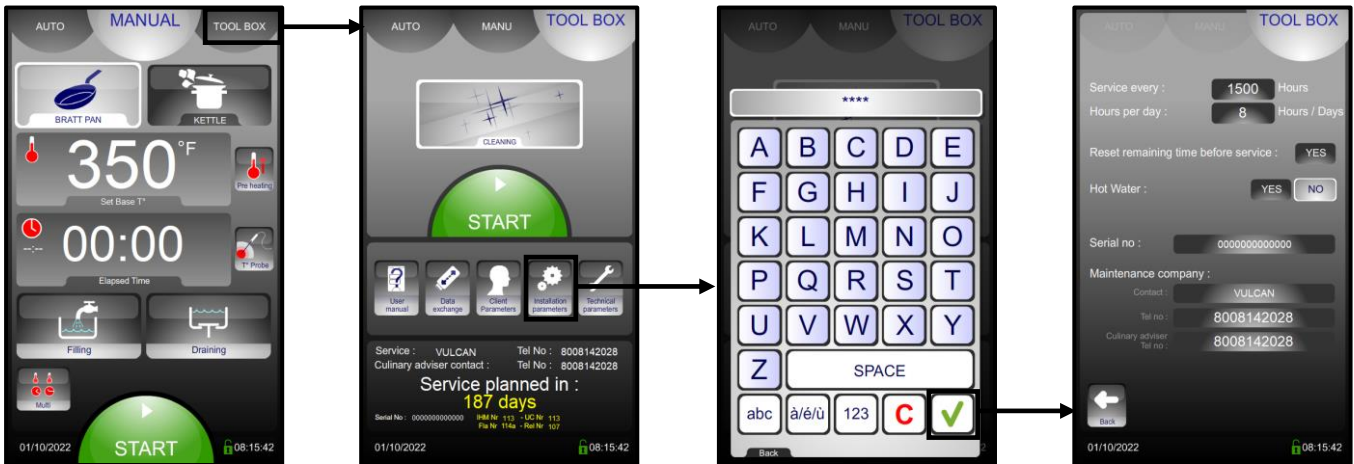 AUTO MANUAL TOOL BOX
BRATT PAN KETTLE
350°F
Set Base T°
Pre heating
--:-- 00:00
Elapsed Time
T° Probe
Filling Draining
Multi
START
01/10/2022 08:15:42
AUTO MANU TOOL BOX
CLEANING
START
User manual
Data exchange
Client Parameters
Installation parameters
Technical parameters
Service : VULCAN Tel No : 8008142028
Culinary adviser contact : Tel No : 8008142028
Service planned in :
187 days
Serial No : 0000000000000 IHM Nr 113 - UC Nr 113
Fla Nr 114a - Rel Nr 107
01/10/2022 08:15:42
AUTO MANU TOOL BOX
****
A B C D E
F G H I J
K L M N O
P Q R S T
U V W X Y
Z SPACE
abc à/é/ù 123 C
Back 2
AUTO MANU TOOL BOX
Service every : 1500 Hours
Hours per day : 8 Hours / Days
Reset remaining time before service : YES
Hot Water : YES NO
Serial no : 0000000000000
Maintenance company :
Contact : VULCAN
Tel no : 8008142028
Culinary adviser
Tel no : 8008142028
Back
01/10/2022 08:15:42